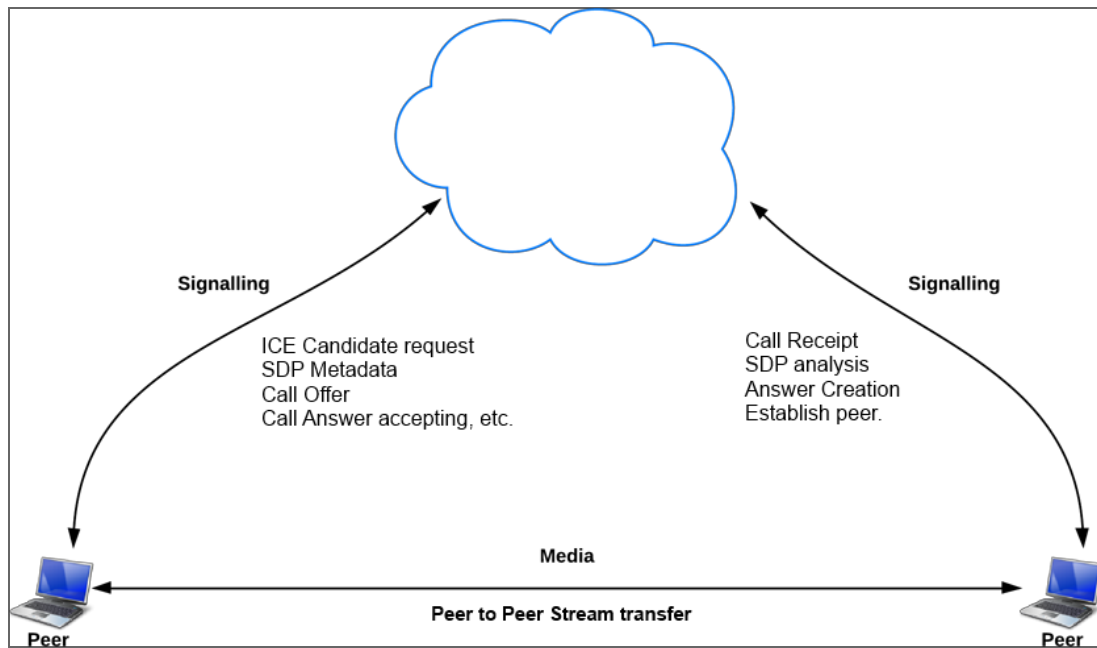 Signalling
Signalling
ICE Candidate request
SDP Metadata
Call Offer
Call Answer accepting, etc.
Call Receipt
SDP analysis
Answer Creation
Establish peer.
Media
Peer to Peer Stream transfer
Peer
Peer